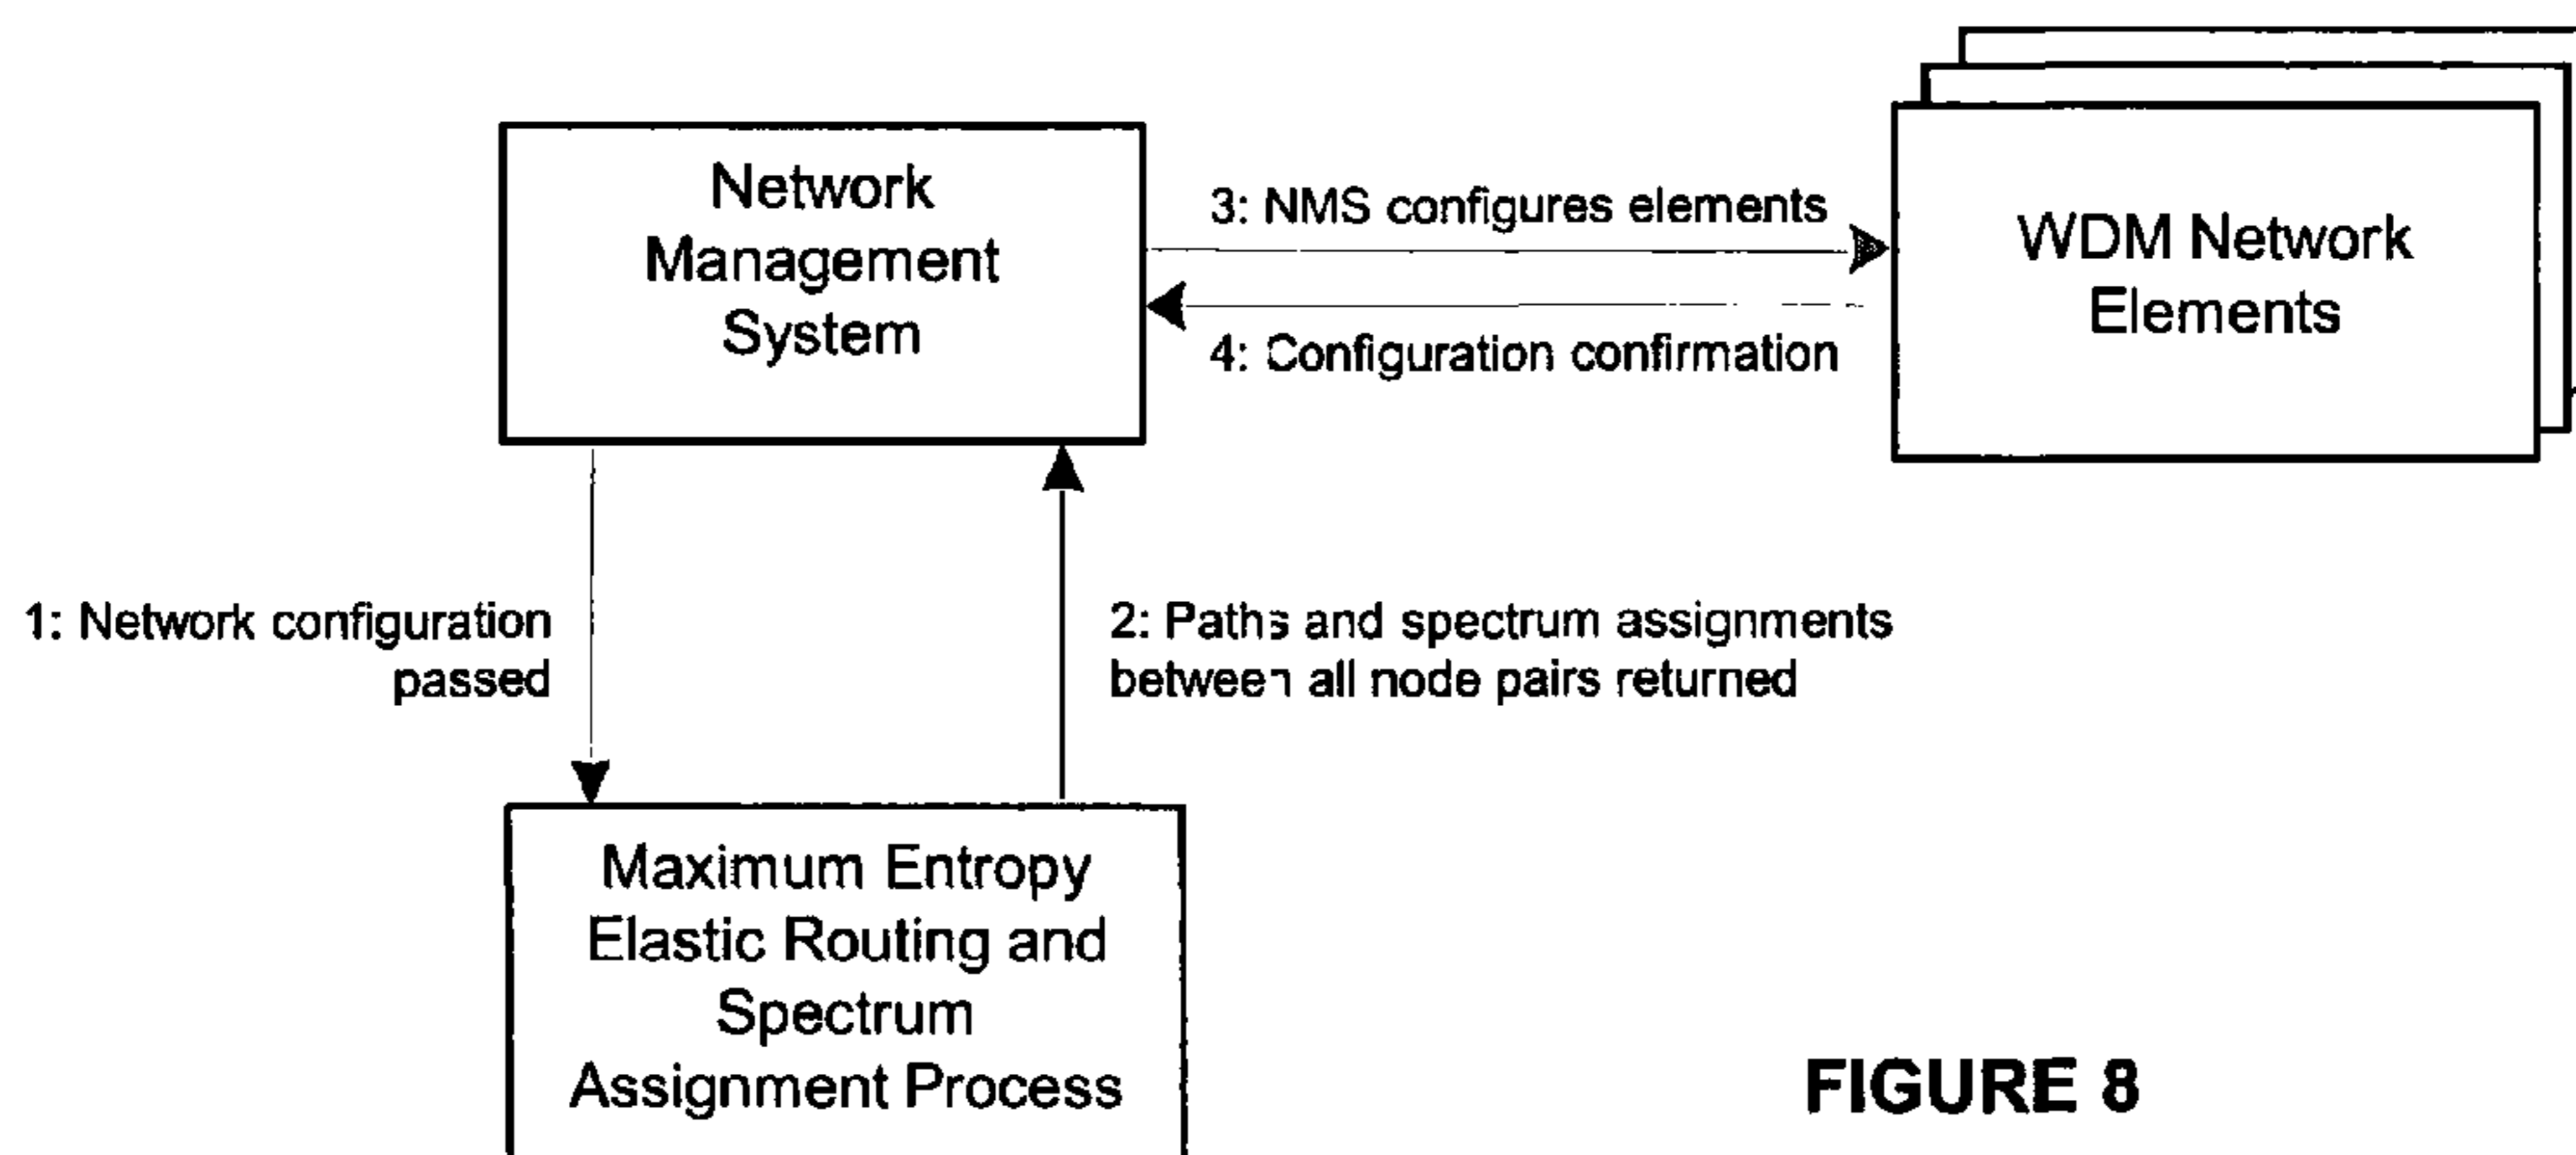 Network
Management
System
3: NMS configures elements
4: Configuration confirmation
WDM Network
Elements
1: Network configuration
passed
2: Paths and spectrum assignments
between all node pairs returned
Maximum Entropy
Elastic Routing and
Spectrum
Assignment Process
FIGURE 8